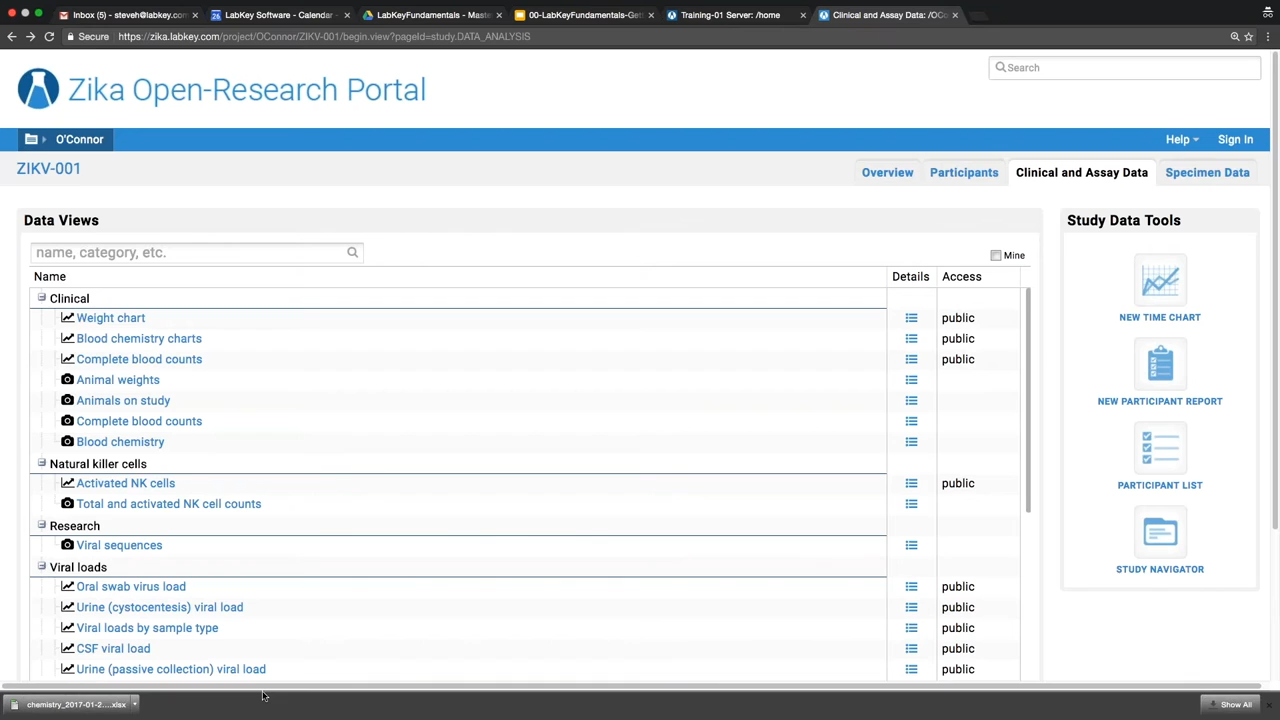 steveh@labkey.com
LabKey Software - Calendar
LabKeyFundamentals - Maste
00-LabKeyFundamentals-Get
Training-01 Server: /home
Clinical and Assay Data: /OCo
Secure https://zika.labkey.com/project/OConnor/ZIKV-001/begin.view?pageId=study.DATA_ANALYSIS
Zika Open-Research Portal
Search
O'Connor
Help
Sign In
ZIKV-001
Overview
Participants
Clinical and Assay Data
Specimen Data
Data Views
name, category, etc.
Mine
Name Details Access
Clinical
Weight chart public
Blood chemistry charts public
Complete blood counts public
Animal weights
Animals on study
Complete blood counts
Blood chemistry
Natural killer cells
Activated NK cells public
Total and activated NK cell counts
Research
Viral sequences
Viral loads
Oral swab virus load public
Urine (cystocentesis) viral load public
Viral loads by sample type public
CSF viral load public
Urine (passive collection) viral load public
Study Data Tools
NEW TIME CHART
NEW PARTICIPANT REPORT
PARTICIPANT LIST
STUDY NAVIGATOR
chemistry_2017-01-2....xlsx
Show All